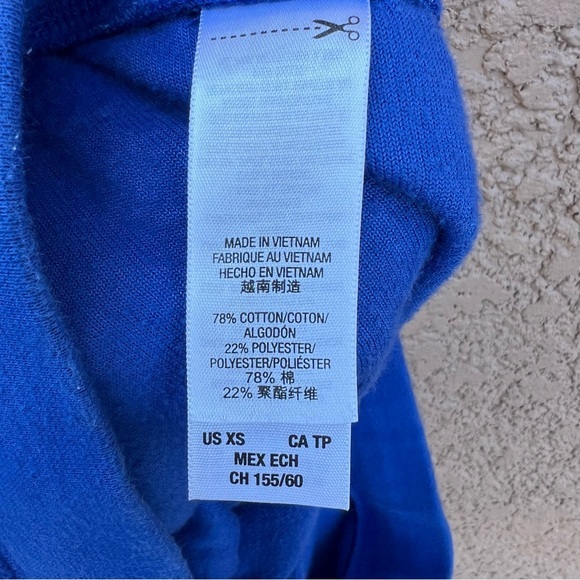 MADE IN VIETNAM
FABRIQUE AU VIETNAM
HECHO EN VIETNAM
越南制造
78% COTTON/COTON/
ALGODÓN
22% POLYESTER/
POLYESTER/POLIÉSTER
78% 棉
22% 聚酯纤维
US XS CA TP
MEX ECH
CH 155/60